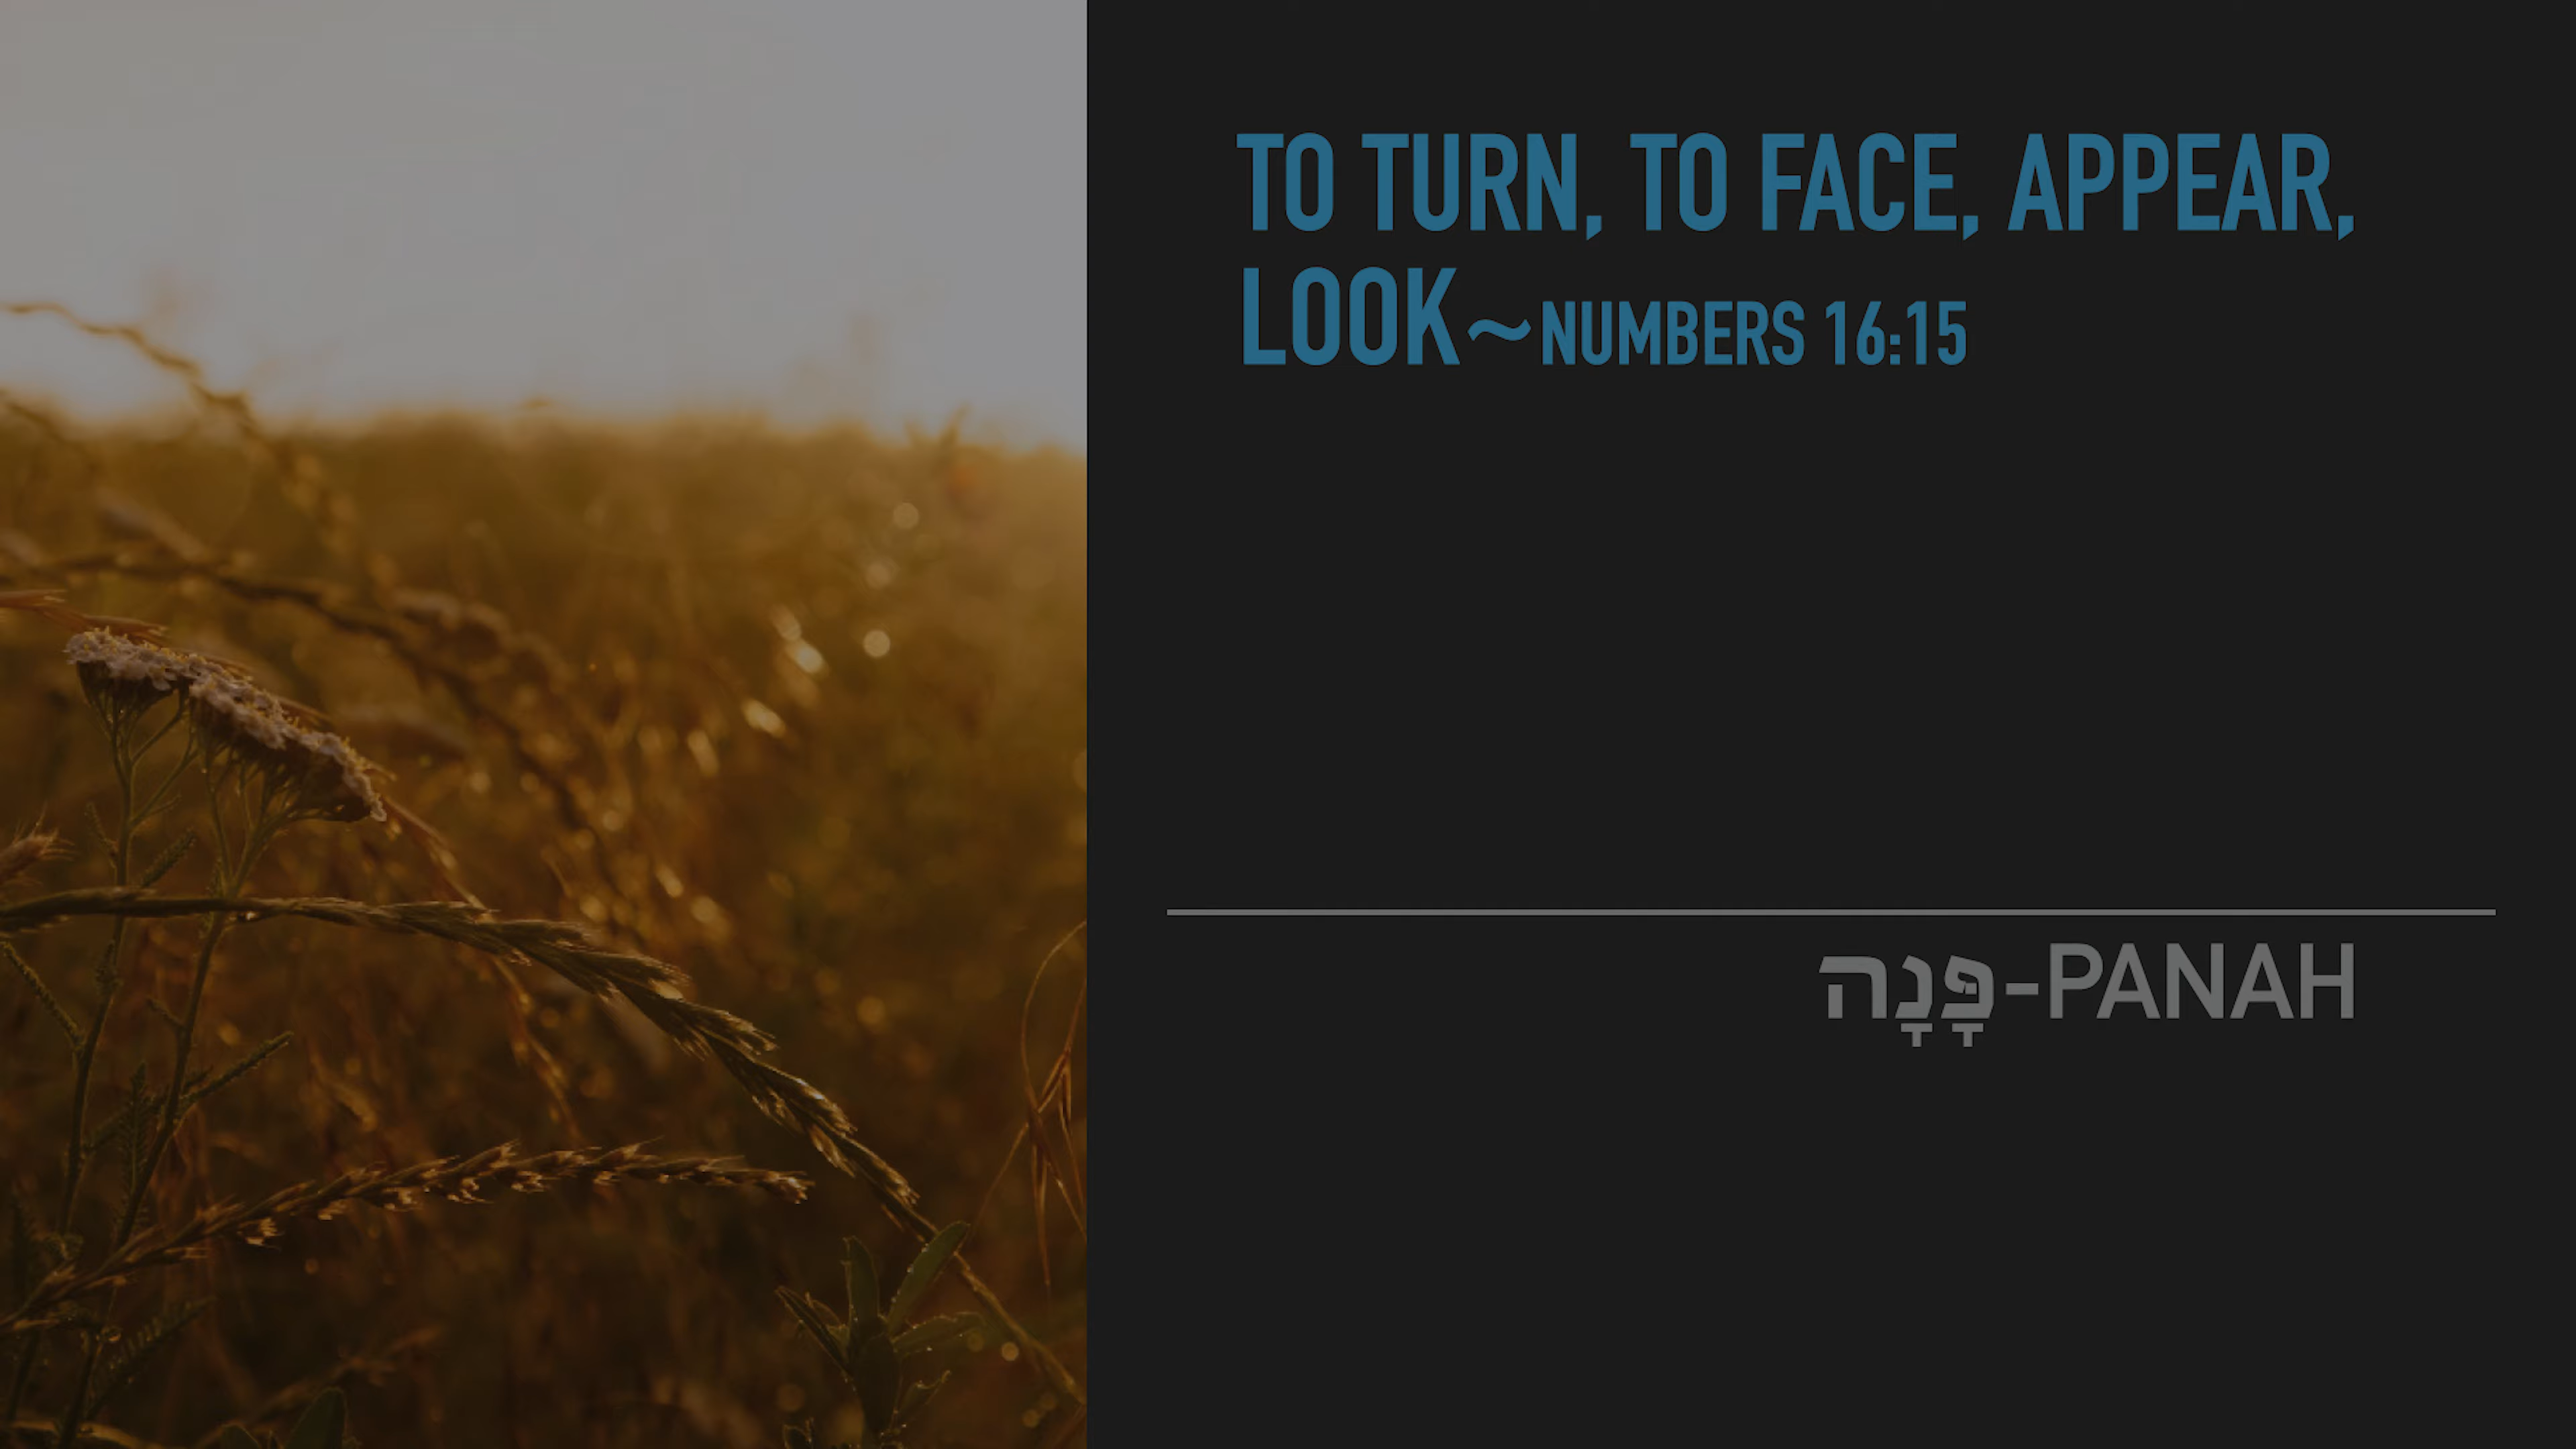 TO TURN, TO FACE, APPEAR,
LOOK~NUMBERS 16:15
פָּנָה-PANAH